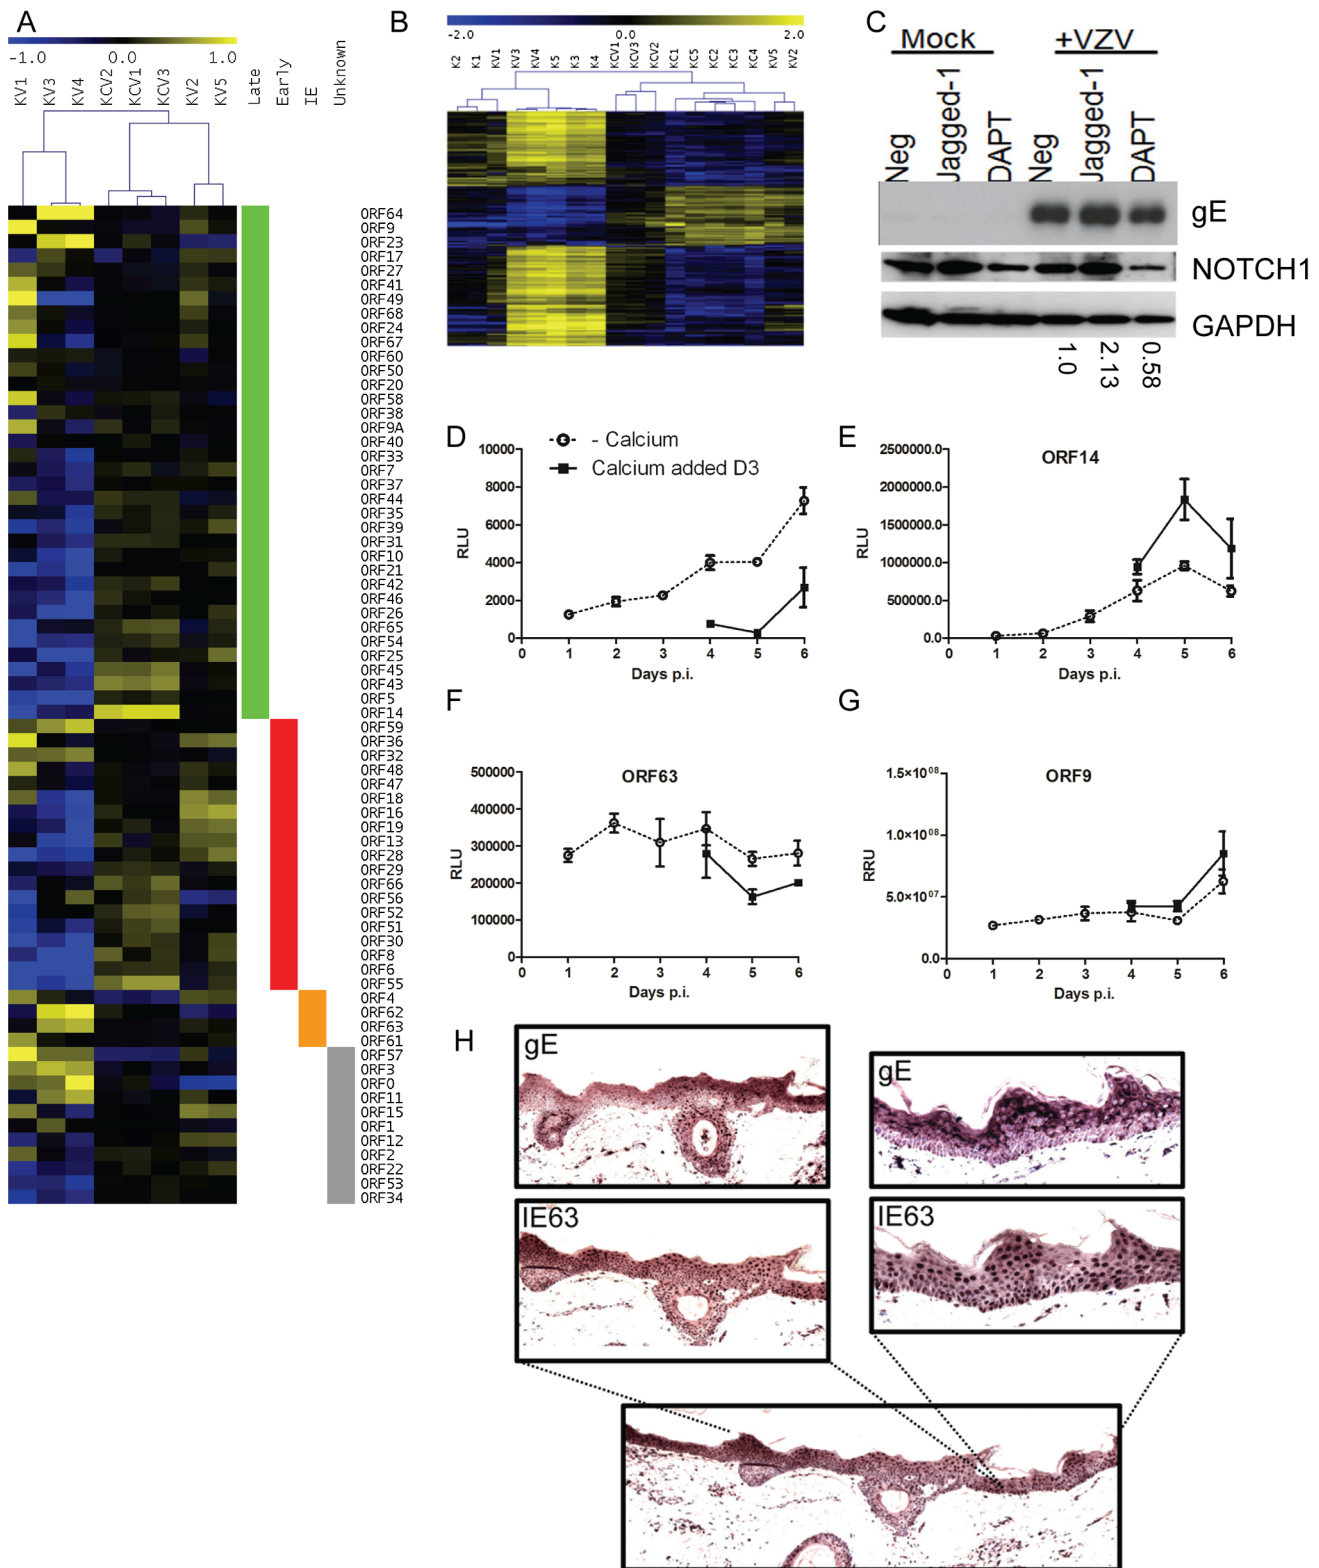 A
-1.0 0.0 1.0
KV1 KV3 KV4 KCV2 KCV1 KCV3 KV2 KV5 Late Early IE Unknown
ORF64
ORF9
ORF23
ORF17
ORF27
ORF41
ORF49
ORF68
ORF24
ORF67
ORF60
ORF50
ORF20
ORF58
ORF38
ORF9A
ORF40
ORF33
ORF7
ORF37
ORF44
ORF35
ORF39
ORF31
ORF10
ORF21
ORF42
ORF46
ORF26
ORF65
ORF54
ORF25
ORF45
ORF43
ORF5
ORF14
ORF59
ORF36
ORF32
ORF48
ORF47
ORF18
ORF16
ORF19
ORF13
ORF28
ORF29
ORF66
ORF56
ORF52
ORF51
ORF30
ORF8
ORF6
ORF55
ORF4
ORF62
ORF63
ORF61
ORF57
ORF3
ORF0
ORF11
ORF15
ORF1
ORF12
ORF2
ORF22
ORF53
ORF34
B
-2.0 0.0 2.0
K2 K1 KV1 KV3 KV4 K5 K3 K4 KCV1 KCV3 KCV2 KC1 KC5 KC2 KC3 KC4 KV5 KV2
C
Mock +VZV
Neg Jagged-1 DAPT Neg Jagged-1 DAPT
gE
NOTCH1
GAPDH
1.0 2.13 0.58
D
- Calcium
Calcium added D3
10000
8000
6000
4000
2000
0
RLU
0 1 2 3 4 5 6
Days p.i.
E
ORF14
2500000.0
2000000.0
1500000.0
1000000.0
500000.0
0.0
RLU
0 1 2 3 4 5 6
Days p.i.
F
ORF63
500000
400000
300000
200000
100000
0
RLU
0 1 2 3 4 5 6
Days p.i.
G
ORF9
1.5×10⁰⁸
1.0×10⁰⁸
5.0×10⁰⁷
0.0
RRU
0 1 2 3 4 5 6
Days p.i.
H
gE
gE
IE63
IE63